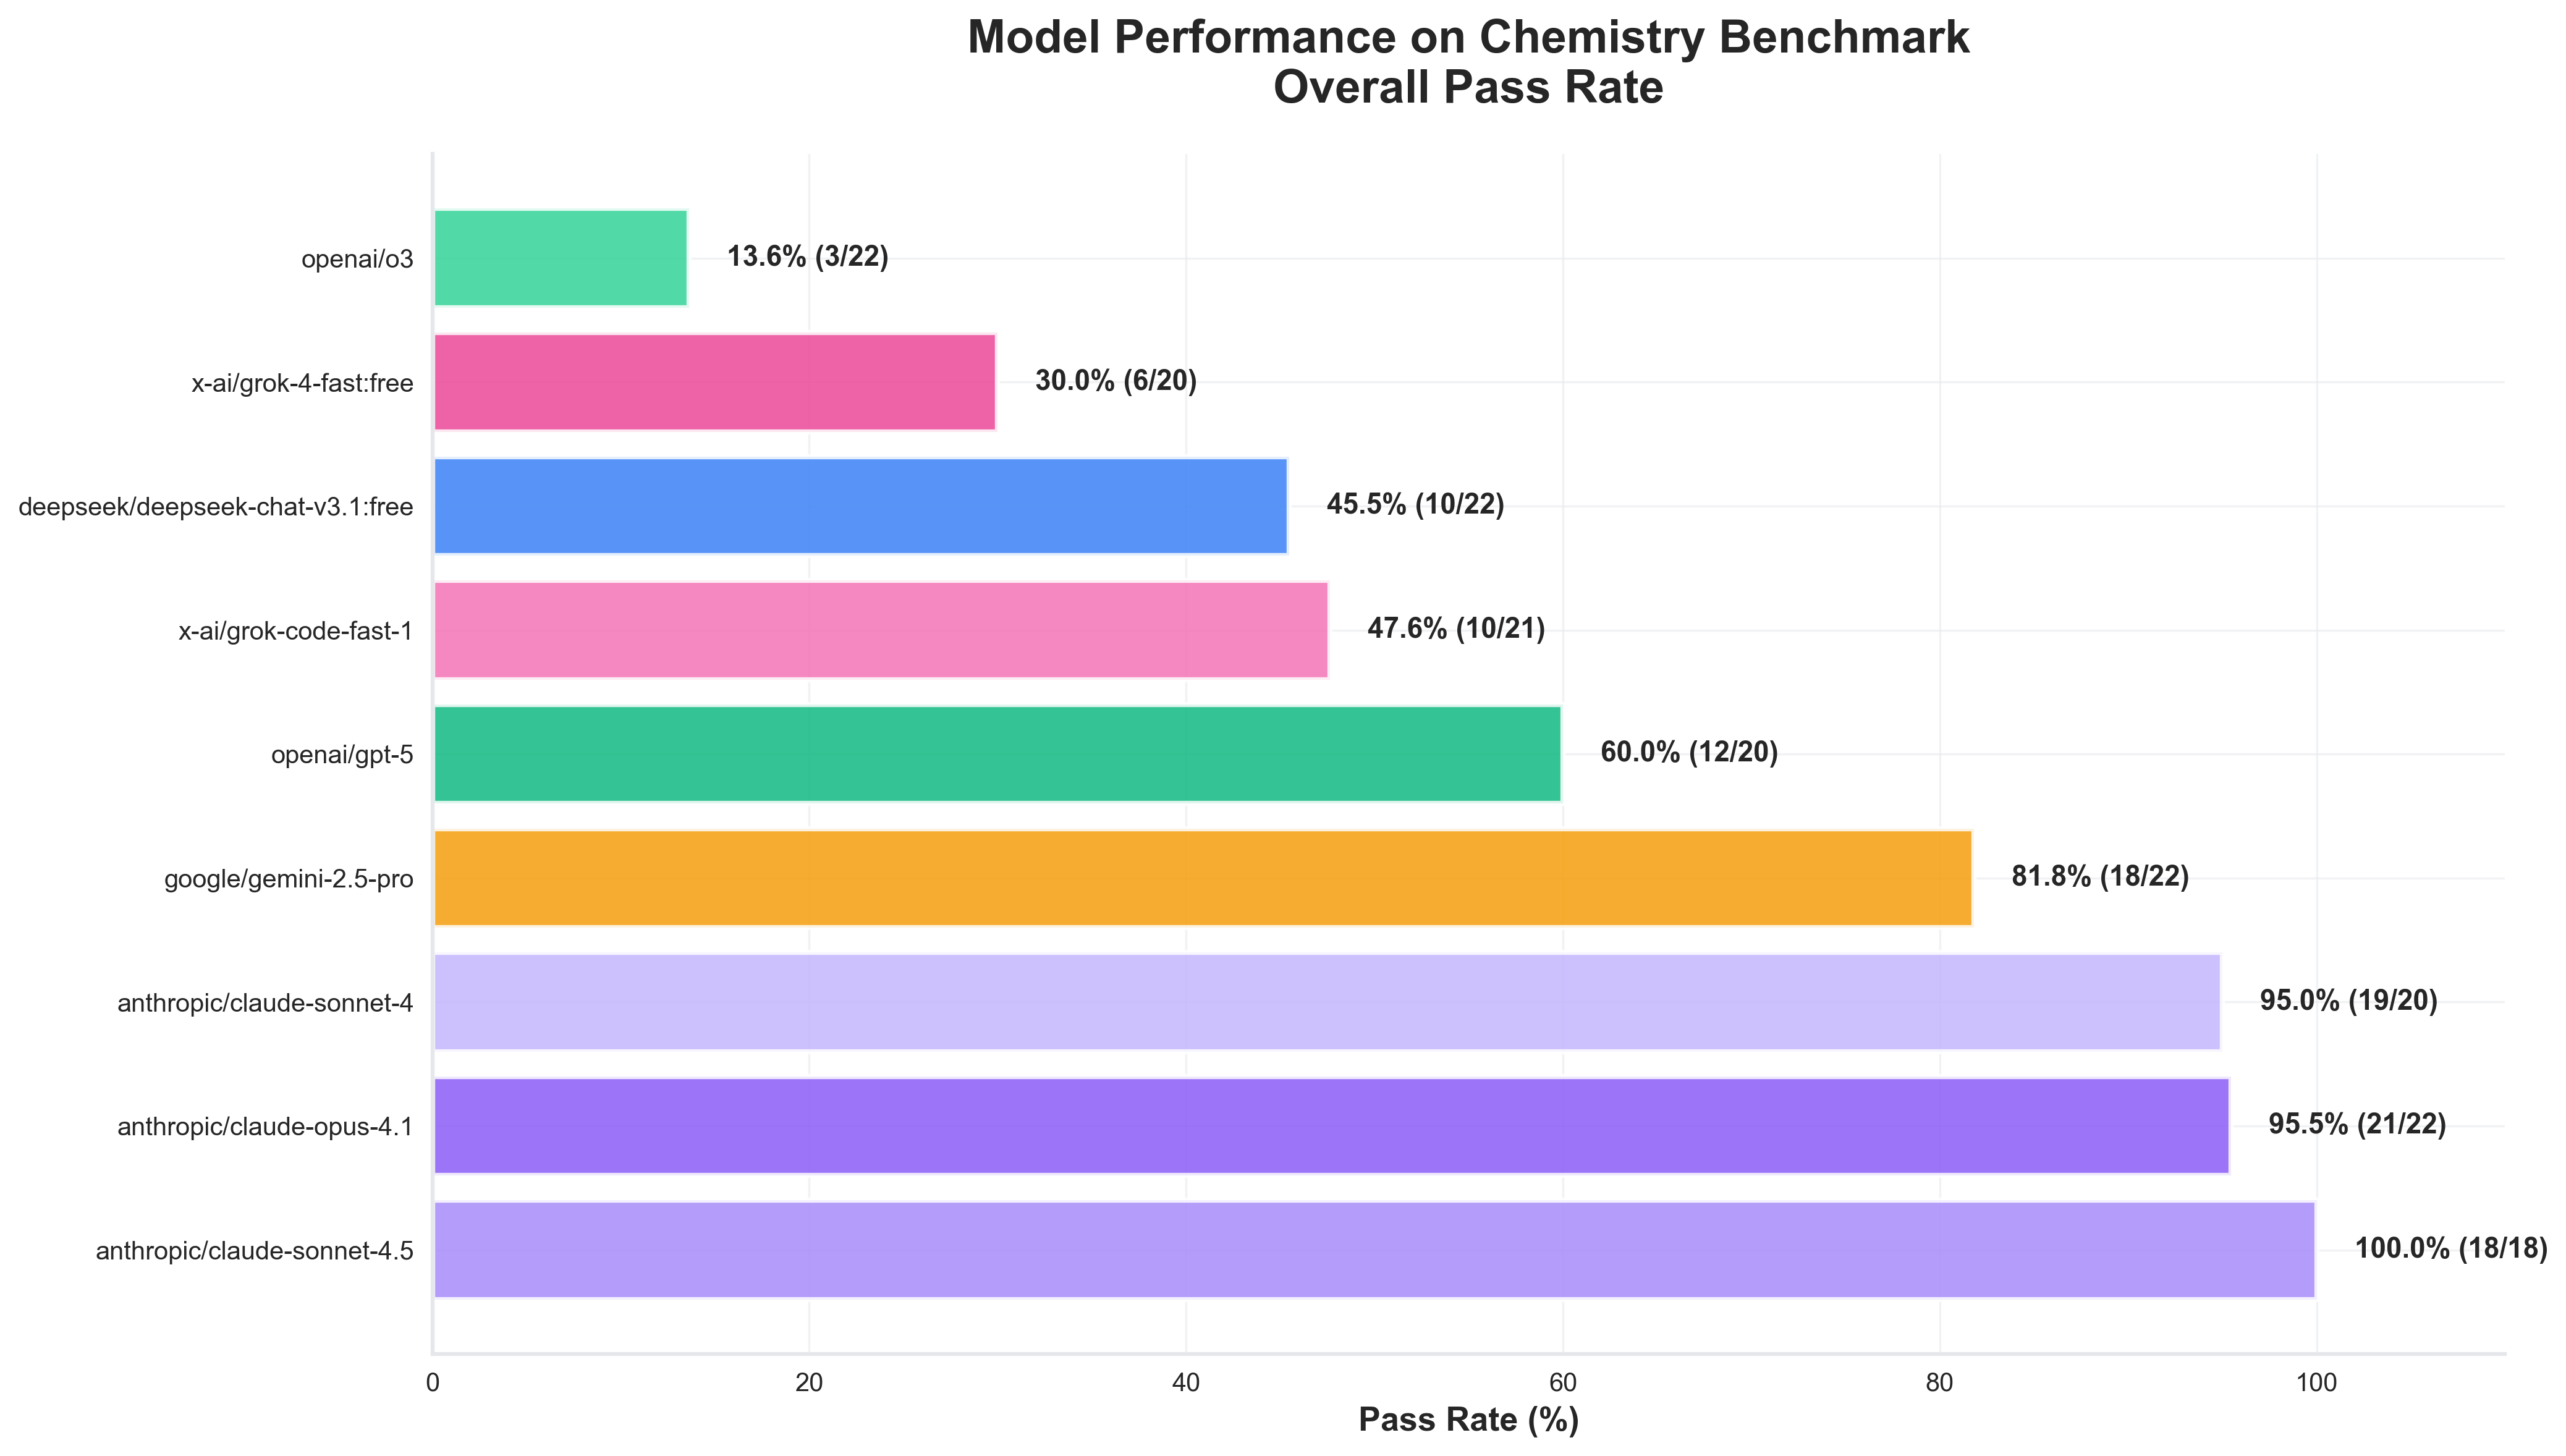 Model Performance on Chemistry Benchmark
Overall Pass Rate
openai/o3
13.6% (3/22)
x-ai/grok-4-fast:free
30.0% (6/20)
deepseek/deepseek-chat-v3.1:free
45.5% (10/22)
x-ai/grok-code-fast-1
47.6% (10/21)
openai/gpt-5
60.0% (12/20)
google/gemini-2.5-pro
81.8% (18/22)
anthropic/claude-sonnet-4
95.0% (19/20)
anthropic/claude-opus-4.1
95.5% (21/22)
anthropic/claude-sonnet-4.5
100.0% (18/18)
0 20 40 60 80 100
Pass Rate (%)